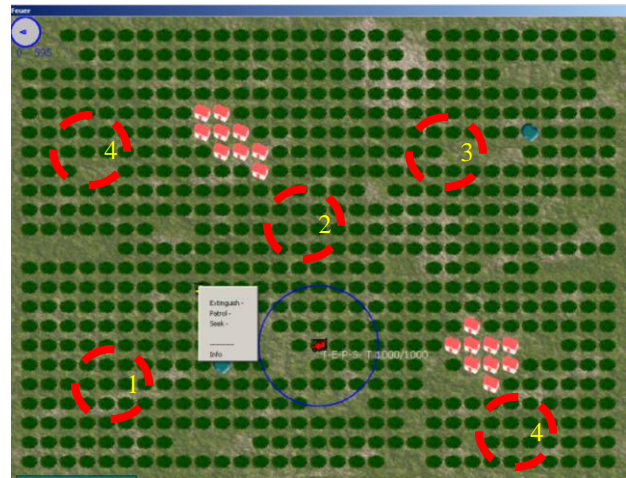 Feuer
4
3
2
Extinguish -
Patrol -
Seek -
Info
T-E-P-S- T 1000/1000
1
4